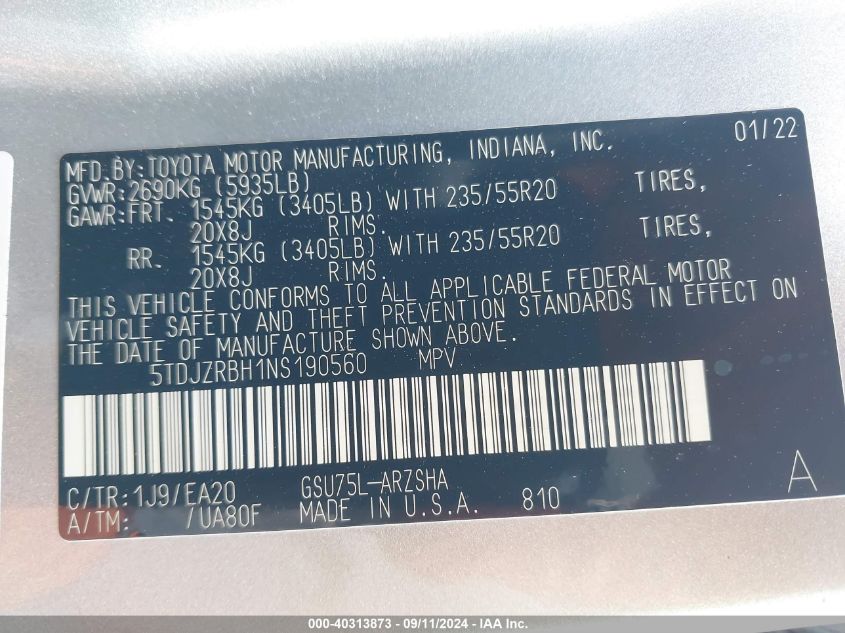 MFD.BY:TOYOTA MOTOR MANUFACTURING, INDIANA, INC. 01/22
GVWR:2690KG (5935LB)
GAWR:FRT. 1545KG (3405LB) WITH 235/55R20 TIRES,
20X8J RIMS.
RR. 1545KG (3405LB) WITH 235/55R20 TIRES,
20X8J RIMS.
THIS VEHICLE CONFORMS TO ALL APPLICABLE FEDERAL MOTOR
VEHICLE SAFETY AND THEFT PREVENTION STANDARDS IN EFFECT ON
THE DATE OF MANUFACTURE SHOWN ABOVE.
5TDJZRBH1NS190560 MPV
C/TR:1J9/EA20 GSU75L-ARZSHA A
A/TM: /UA80F MADE IN U.S.A. 810
000-40313873 - 09/11/2024 - IAA Inc.